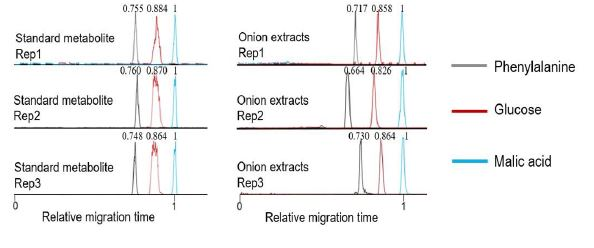 0.755 0.884 1
Standard metabolite
Rep1
0.760 0.870 1
Standard metabolite
Rep2
0.748 0.864 1
Standard metabolite
Rep3
0 1
Relative migration time
0.717 0.858 1
Onion extracts
Rep1
0.664 0.826 1
Onion extracts
Rep2
0.730 0.864 1
Onion extracts
Rep3
0 1
Relative migration time
Phenylalanine
Glucose
Malic acid